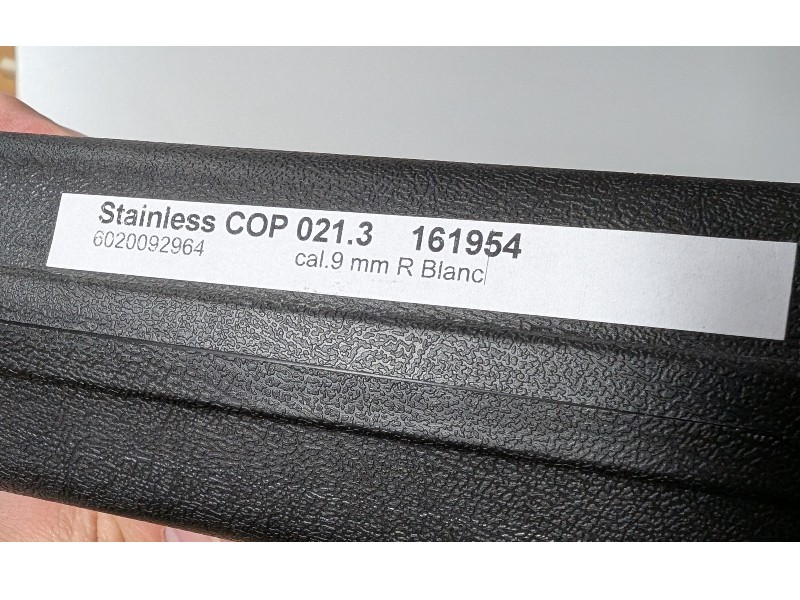 Stainless COP 021.3 161954
6020092964
cal.9 mm R Blanc